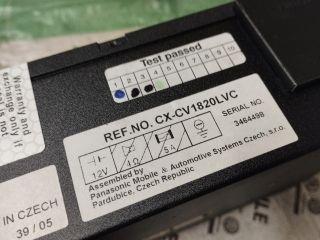 Test passed
1 2 3 4 5 6 7 8 9 10
REF.NO. CX-CV1820LVC
SERIAL NO.
3464498
12V 4Ω 5A
Assembled by
Panasonic Mobile & Automotive Systems Czech, s.r.o.
Pardubice, Czech Republic
Warranty and
exchange only
is not
IN CZECH
39 / 05